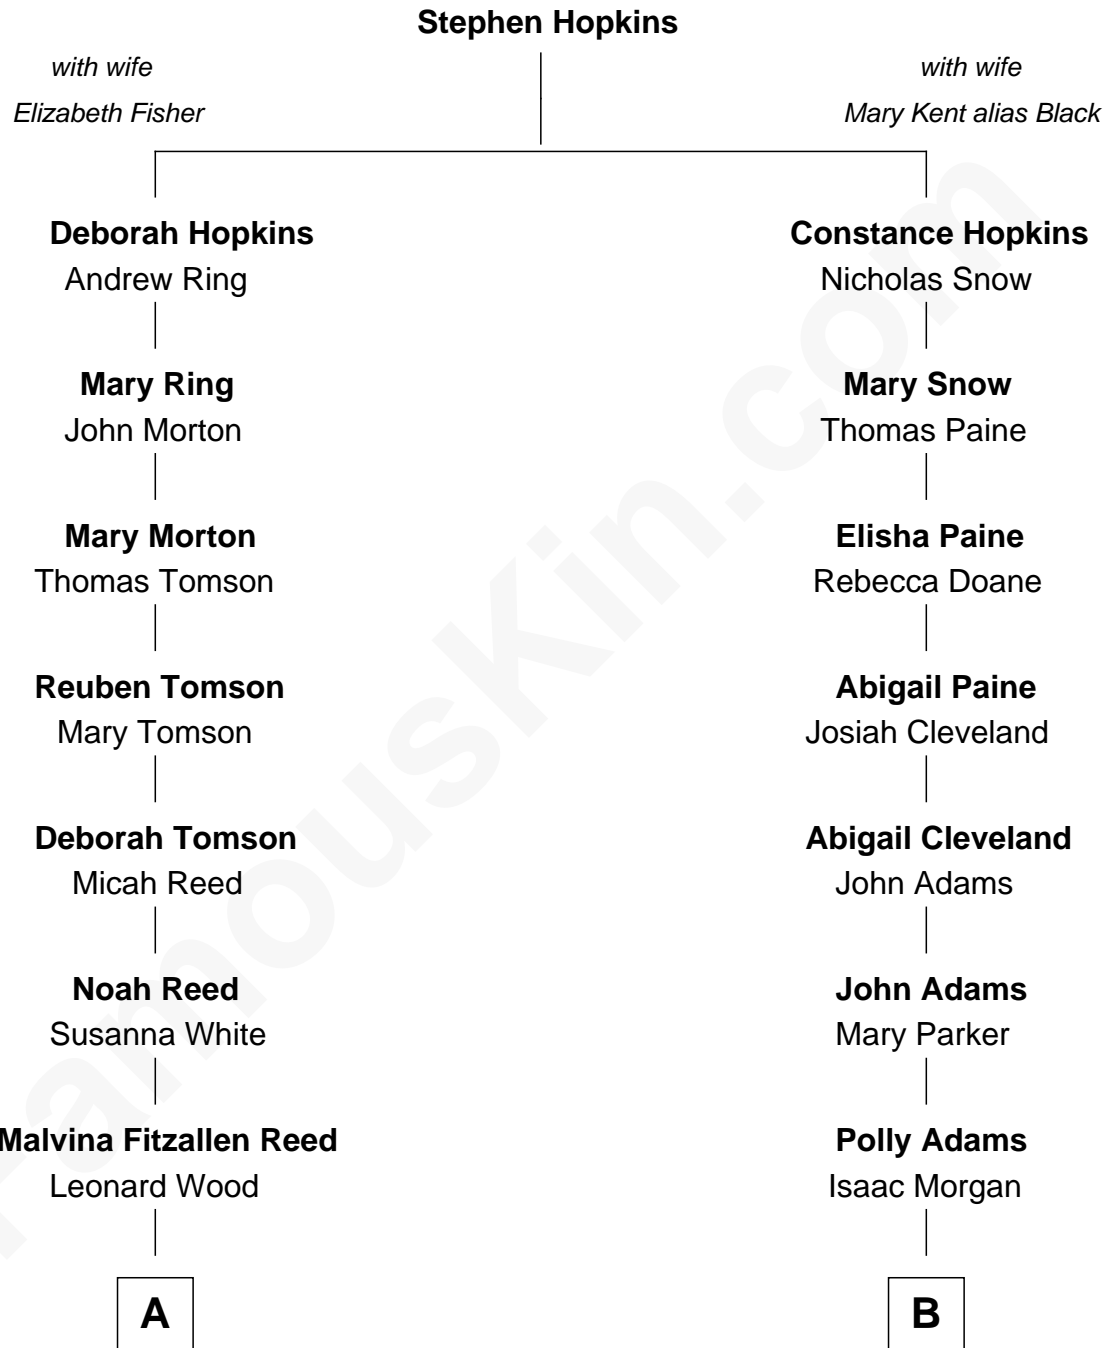 Stephen Hopkins
with wife
Elizabeth Fisher
with wife
Mary Kent alias Black
Deborah Hopkins
Andrew Ring
Constance Hopkins
Nicholas Snow
Mary Ring
John Morton
Mary Snow
Thomas Paine
Mary Morton
Thomas Tomson
Elisha Paine
Rebecca Doane
Reuben Tomson
Mary Tomson
Abigail Paine
Josiah Cleveland
Deborah Tomson
Micah Reed
Abigail Cleveland
John Adams
Noah Reed
Susanna White
John Adams
Mary Parker
Malvina Fitzallen Reed
Leonard Wood
Polly Adams
Isaac Morgan
A
B
FamousKin.com